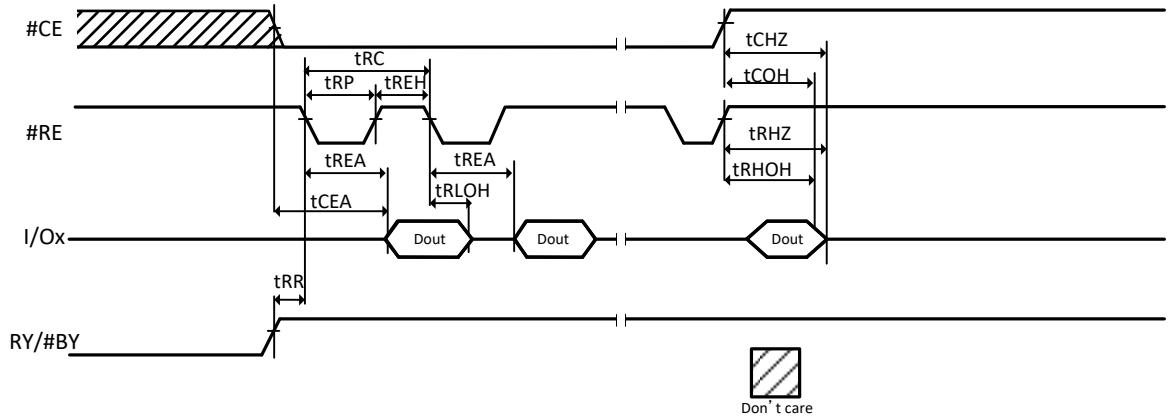 #CE
tCHZ
tRC
tCOH
tRP
tREH
#RE
tRHZ
tREA
tREA
tRHOH
tRLOH
tCEA
I/Ox
Dout
Dout
Dout
tRR
RY/#BY
Don't care